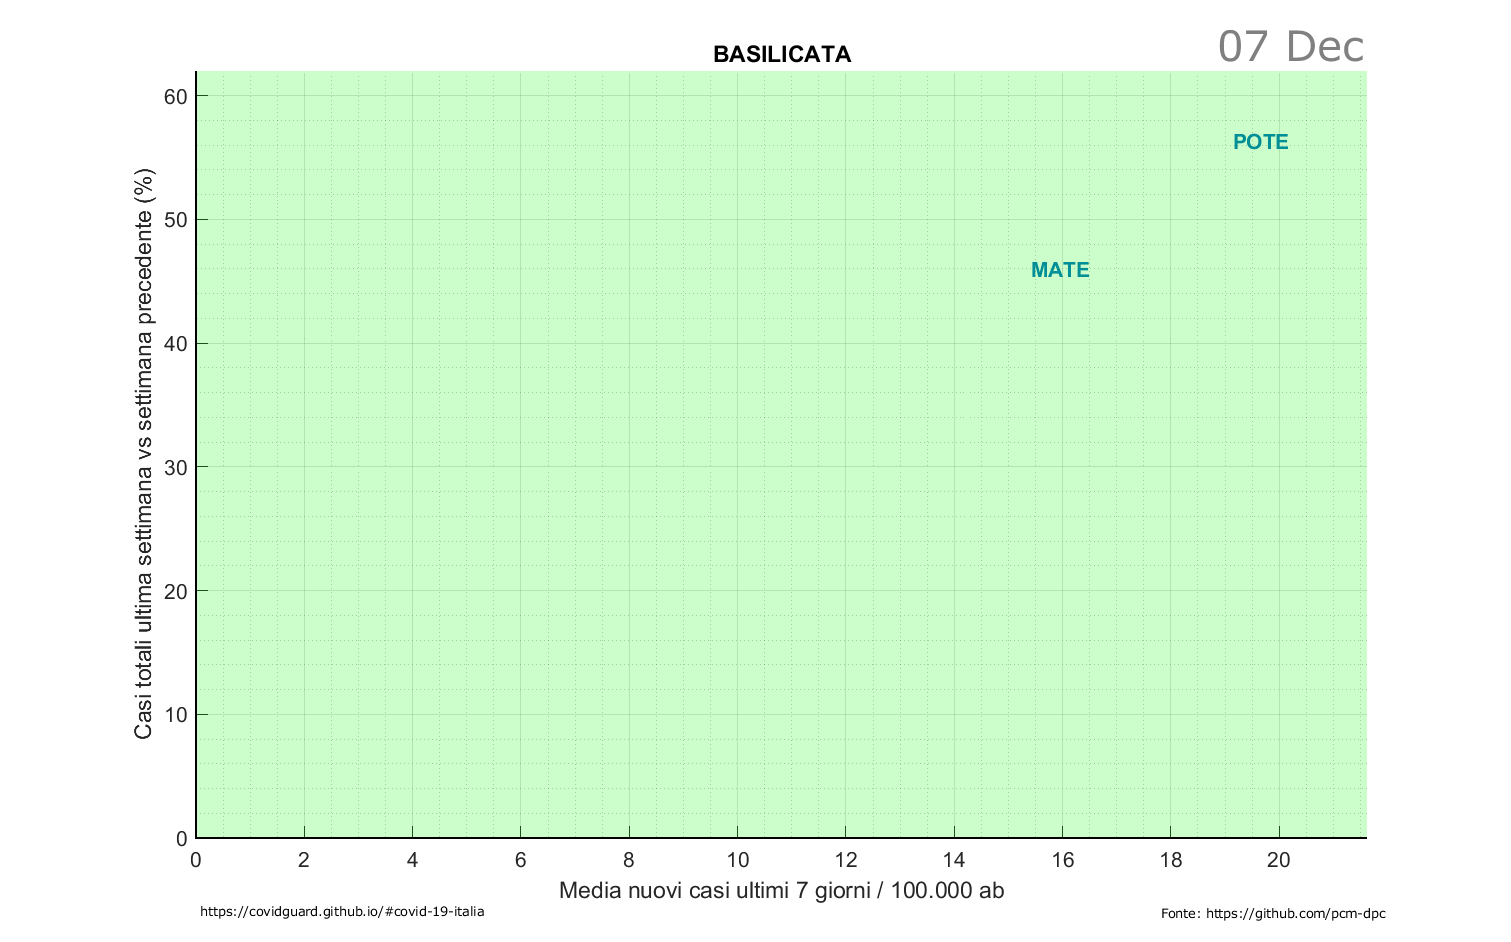 07 Dec
BASILICATA
60
POTE
50
MATE
40
30
20
10
0
Casi totali ultima settimana vs settimana precedente (%)
0 2 4 6 8 10 12 14 16 18 20
Media nuovi casi ultimi 7 giorni / 100.000 ab
https://covidguard.github.io/#covid-19-italia
Fonte: https://github.com/pcm-dpc